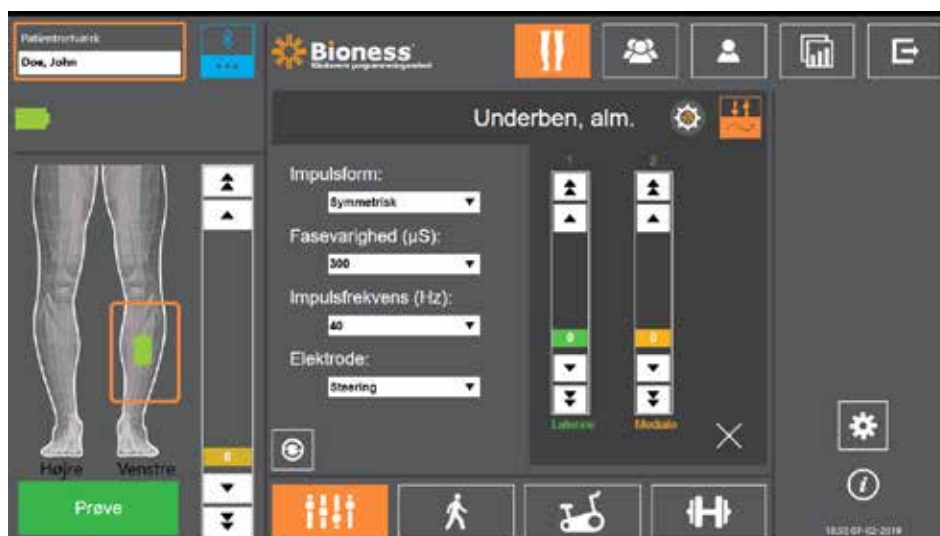 Doe, John
Bioness
Underben, alm.
Impulsform:
Symmetrisk
Fasevarighed (µS):
300
Impulsfrekvens (Hz):
40
Elektrode:
Steering
1
2
0
0
Laterale
Mediale
Højre
Venstre
0
Prøve